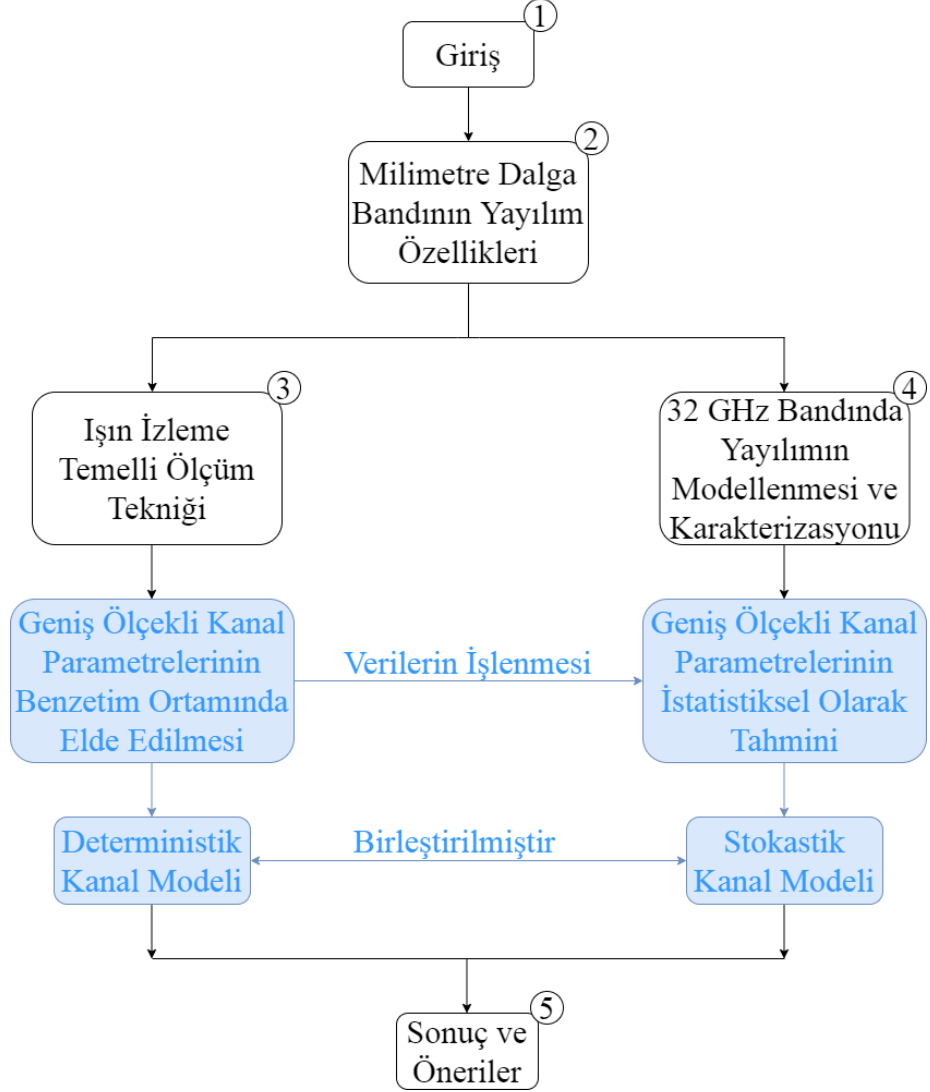 1
Giriş
2
Milimetre Dalga
Bandının Yayılım
Özellikleri
3
Işın İzleme
Temelli Ölçüm
Tekniği
4
32 GHz Bandında
Yayılımın
Modellenmesi ve
Karakterizasyonu
Geniş Ölçekli Kanal
Parametrelerinin
Benzetim Ortamında
Elde Edilmesi
Verilerin İşlenmesi
Geniş Ölçekli Kanal
Parametrelerinin
İstatistiksel Olarak
Tahmini
Deterministik
Kanal Modeli
Birleştirilmiştir
Stokastik
Kanal Modeli
5
Sonuç ve
Öneriler